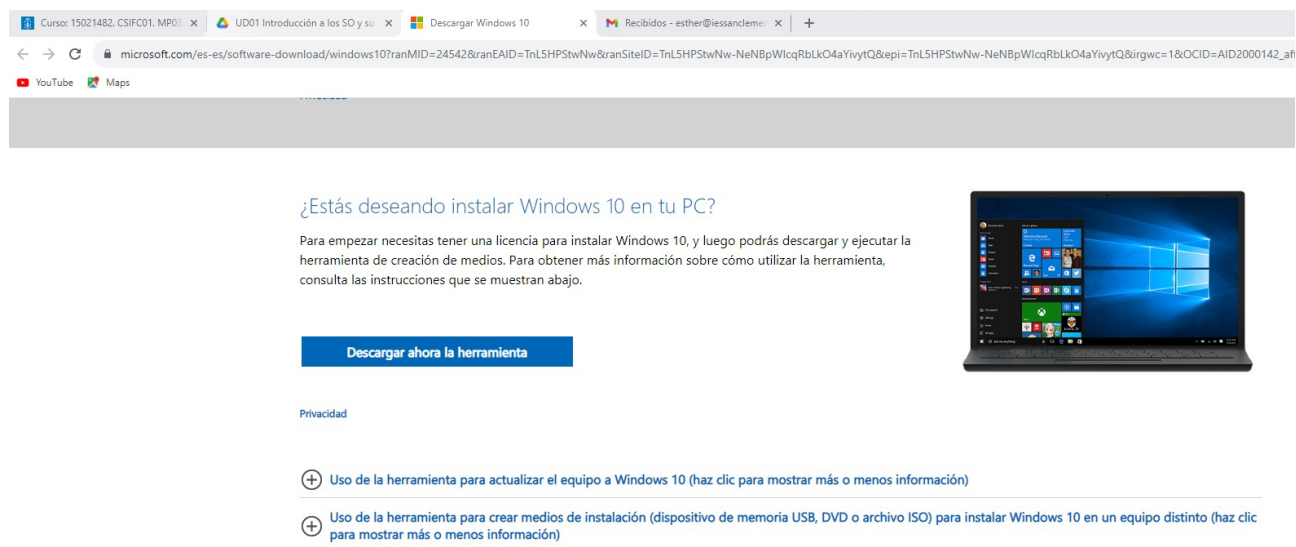 Curso: 15021482. CSIFC01. MP03
UD01 Introducción a los SO y su
Descargar Windows 10
Recibidos - esther@iessanclemen
microsoft.com/es-es/software-download/windows10?ranMID=24542&ranEAID=TnL5HPStwNw&ranSiteID=TnL5HPStwNw-NeNBpWIcqRbLkO4aYivytQ&epi=TnL5HPStwNw-NeNBpWIcqRbLkO4aYivytQ&irgwc=1&OCID=AID2000142_aff
YouTube Maps
¿Estás deseando instalar Windows 10 en tu PC?
Para empezar necesitas tener una licencia para instalar Windows 10, y luego podrás descargar y ejecutar la
herramienta de creación de medios. Para obtener más información sobre cómo utilizar la herramienta,
consulta las instrucciones que se muestran abajo.
Descargar ahora la herramienta
Privacidad
Uso de la herramienta para actualizar el equipo a Windows 10 (haz clic para mostrar más o menos información)
Uso de la herramienta para crear medios de instalación (dispositivo de memoria USB, DVD o archivo ISO) para instalar Windows 10 en un equipo distinto (haz clic
para mostrar más o menos información)